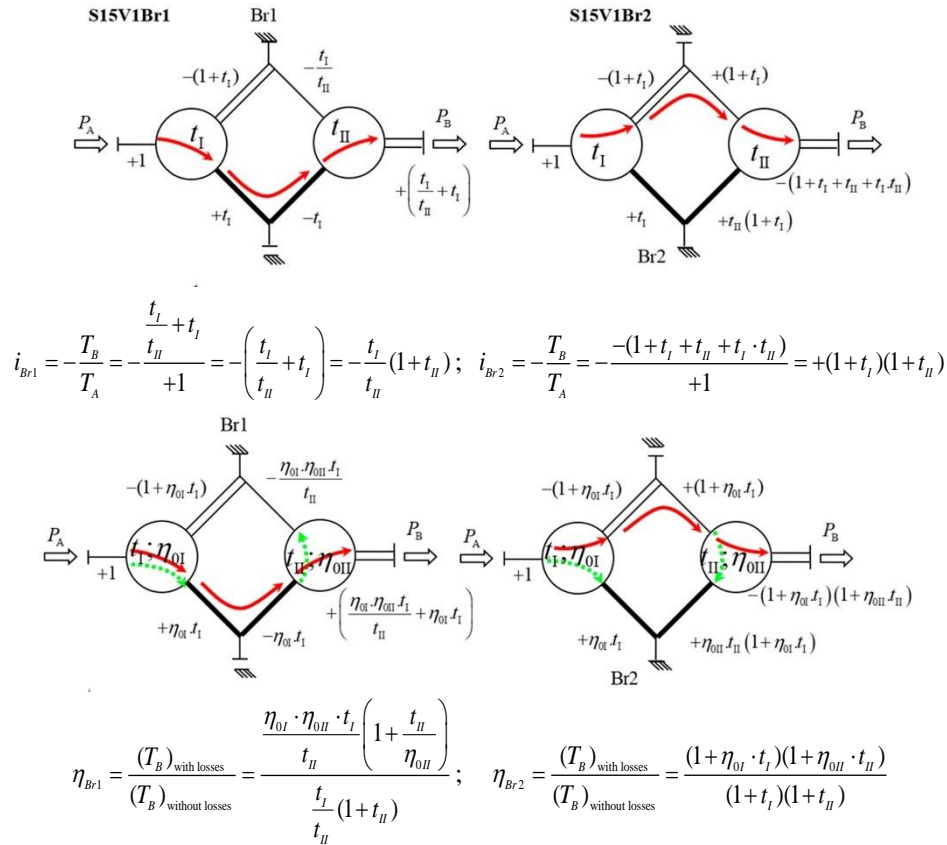 S15V1Br1 Br1 S15V1Br2
−(1+t_I) −t_I/t_II −(1+t_I) +(1+t_I)
P_A t_I t_II P_B P_A t_I t_II P_B
+1 +(t_I/t_II + t_I) +1 −(1+t_I+t_II+t_I.t_II)
+t_I −t_I +t_I +t_II(1+t_I)
Br2
i_Br1 = −T_B/T_A = −(t_I/t_II + t_I)/+1 = −(t_I/t_II + t_I) = −t_I/t_II (1+t_II) ; i_Br2 = −T_B/T_A = −−(1+t_I+t_II+t_I·t_II)/+1 = +(1+t_I)(1+t_II)
Br1
−(1+η_0I.t_I) −η_0I.η_0II.t_I/t_II −(1+η_0I.t_I) +(1+η_0I.t_I)
P_A t_I;η_0I t_II;η_0II P_B P_A t_I;η_0I t_II;η_0II P_B
+1 +(η_0I.η_0II.t_I/t_II + η_0I.t_I) +1 −(1+η_0I.t_I)(1+η_0II.t_II)
+η_0I.t_I −η_0I.t_I +η_0I.t_I +η_0II.t_II(1+η_0I.t_I)
Br2
η_Br1 = (T_B)_with losses/(T_B)_without losses = (η_0I·η_0II·t_I/t_II (1+t_II/η_0II))/(t_I/t_II (1+t_II)) ; η_Br2 = (T_B)_with losses/(T_B)_without losses = (1+η_0I·t_I)(1+η_0II·t_II)/(1+t_I)(1+t_II)